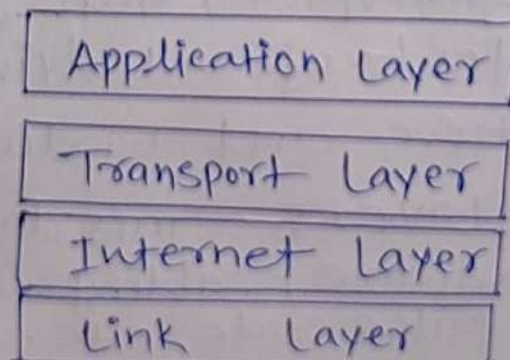 Application Layer
Transport Layer
Internet Layer
Link Layer